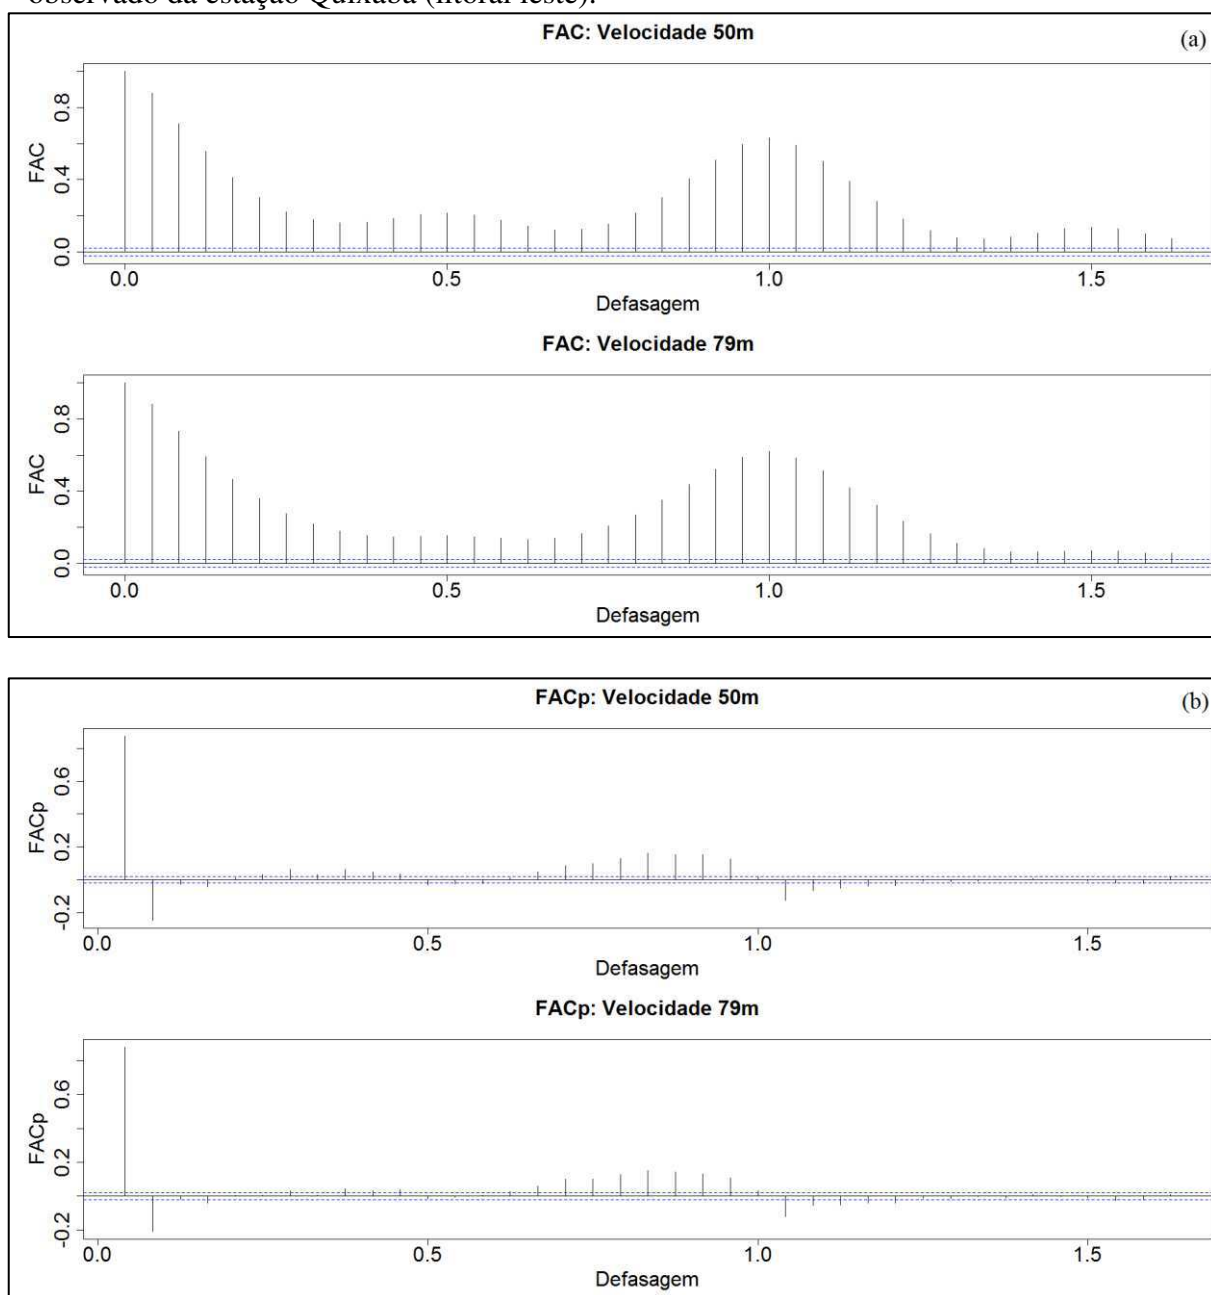 observado da estação Quixaba (litoral leste).
FAC: Velocidade 50m
(a)
FAC
0.0 0.4 0.8
0.0 0.5 1.0 1.5
Defasagem
FAC: Velocidade 79m
FAC
0.0 0.4 0.8
0.0 0.5 1.0 1.5
Defasagem
FACp: Velocidade 50m
(b)
FACp
-0.2 0.2 0.6
0.0 0.5 1.0 1.5
Defasagem
FACp: Velocidade 79m
FACp
-0.2 0.2 0.6
0.0 0.5 1.0 1.5
Defasagem